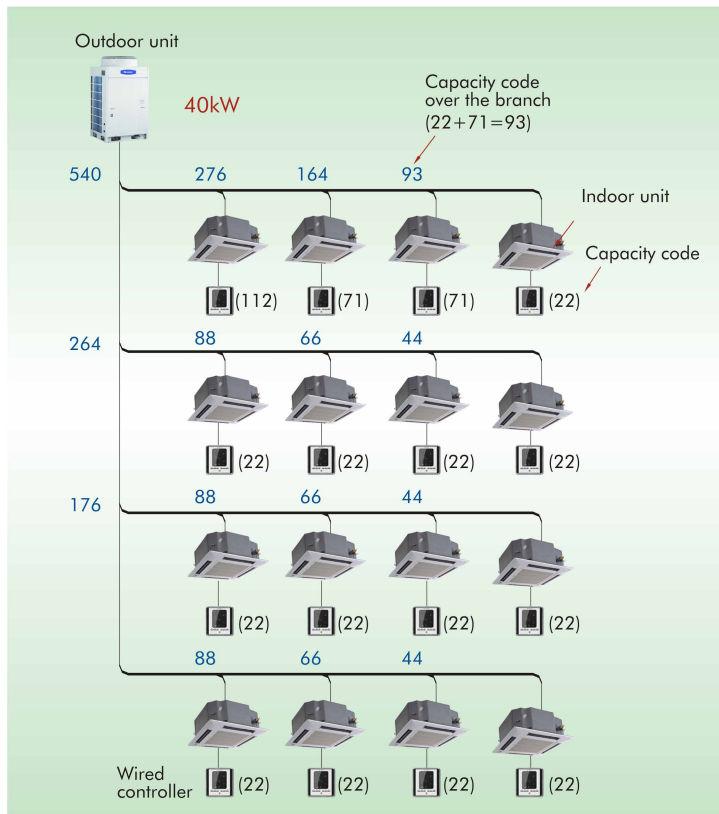 Outdoor unit
40kW
Capacity code
over the branch
(22+71=93)
540 276 164 93
Indoor unit
Capacity code
(112) (71) (71) (22)
264 88 66 44
(22) (22) (22) (22)
176 88 66 44
(22) (22) (22) (22)
88 66 44
Wired
controller
(22) (22) (22) (22)